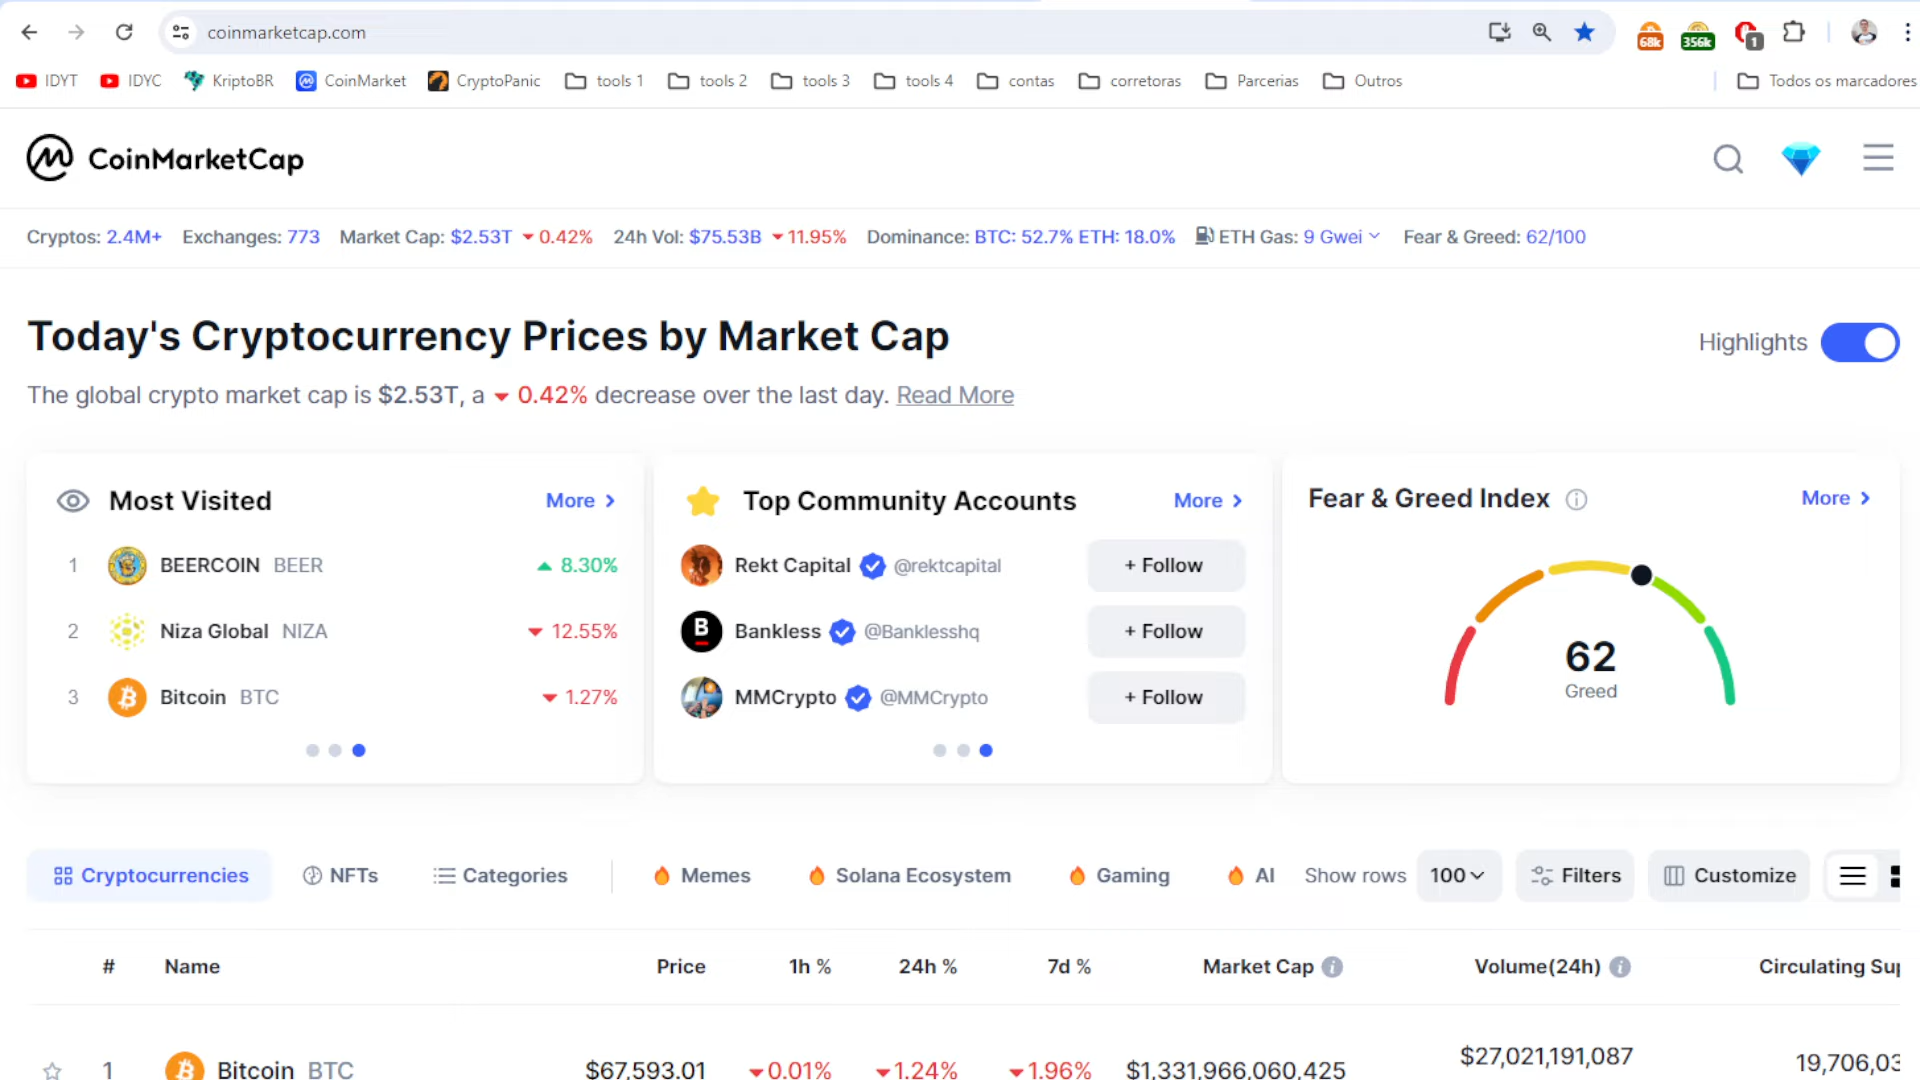 coinmarketcap.com
68k 356k 1
IDYT IDYC KriptoBR CoinMarket CryptoPanic tools 1 tools 2 tools 3 tools 4 contas corretoras Parcerias Outros Todos os marcadores
CoinMarketCap
Cryptos: 2.4M+ Exchanges: 773 Market Cap: $2.53T 0.42% 24h Vol: $75.53B 11.95% Dominance: BTC: 52.7% ETH: 18.0% ETH Gas: 9 Gwei Fear & Greed: 62/100
Today's Cryptocurrency Prices by Market Cap
Highlights
The global crypto market cap is $2.53T, a 0.42% decrease over the last day. Read More
Most Visited More
1 BEERCOIN BEER 8.30%
2 Niza Global NIZA 12.55%
3 Bitcoin BTC 1.27%
Top Community Accounts More
Rekt Capital @rektcapital + Follow
B Bankless @Banklesshq + Follow
MMCrypto @MMCrypto + Follow
Fear & Greed Index More
62
Greed
Cryptocurrencies NFTs Categories Memes Solana Ecosystem Gaming AI Show rows 100 Filters Customize
# Name Price 1h % 24h % 7d % Market Cap Volume(24h) Circulating Sup
1 Bitcoin BTC $67,593.01 0.01% 1.24% 1.96% $1,331,966,060,425 $27,021,191,087 19,706,03